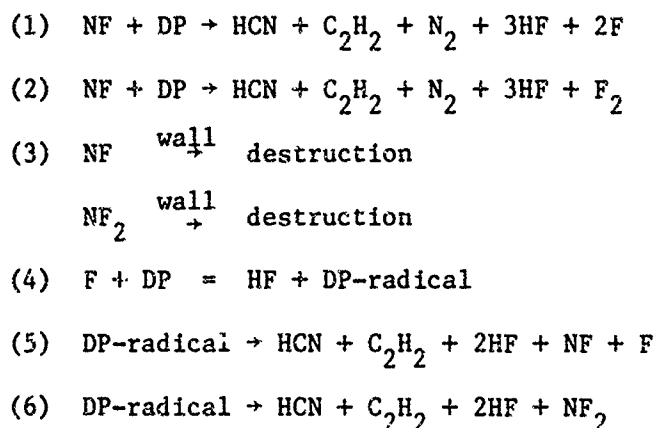 (1) NF + DP → HCN + C₂H₂ + N₂ + 3HF + 2F
(2) NF + DP → HCN + C₂H₂ + N₂ + 3HF + F₂
(3) NF wall→ destruction
NF₂ wall→ destruction
(4) F + DP = HF + DP-radical
(5) DP-radical → HCN + C₂H₂ + 2HF + NF + F
(6) DP-radical → HCN + C₂H₂ + 2HF + NF₂